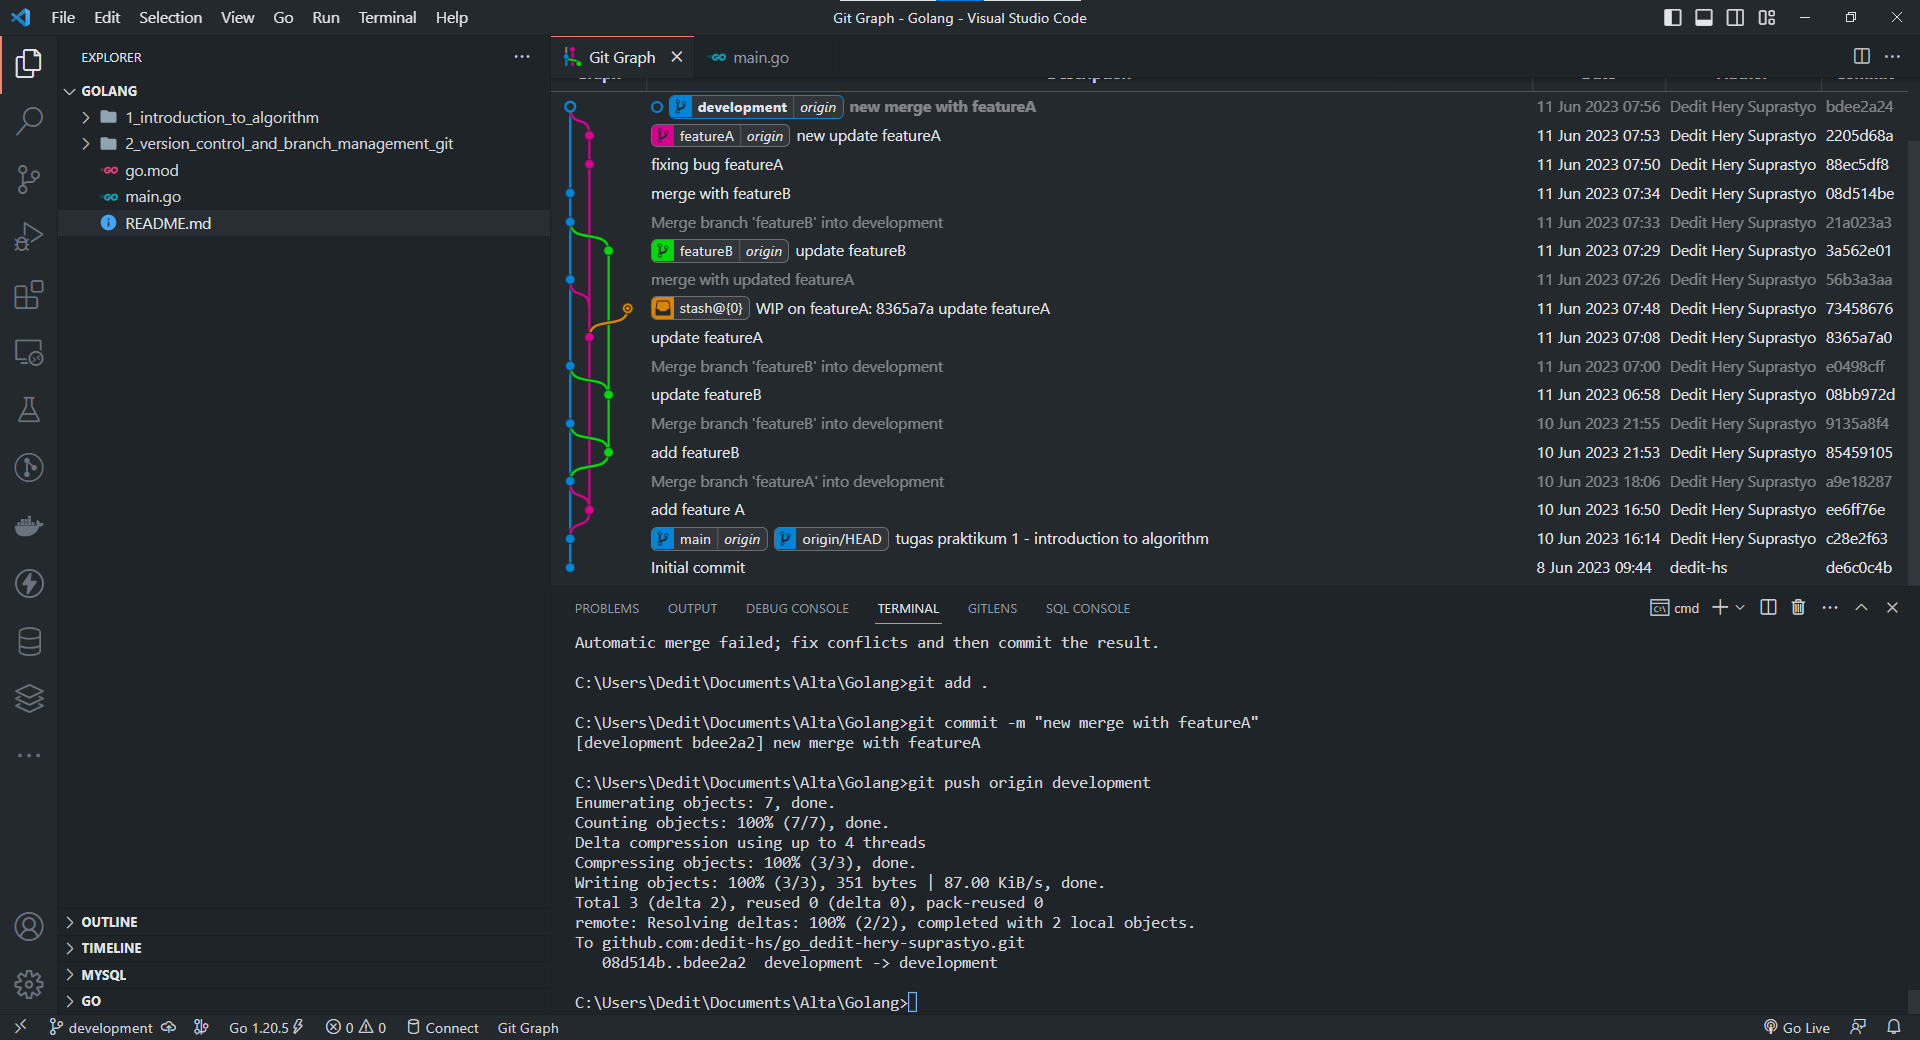 File Edit Selection View Go Run Terminal Help
Git Graph - Golang - Visual Studio Code
EXPLORER
GOLANG
1_introduction_to_algorithm
2_version_control_and_branch_management_git
go.mod
main.go
README.md
OUTLINE
TIMELINE
MYSQL
GO
Git Graph
main.go
Graph Description Date Author Commit
development origin new merge with featureA 11 Jun 2023 07:56 Dedit Hery Suprastyo bdee2a24
featureA origin new update featureA 11 Jun 2023 07:53 Dedit Hery Suprastyo 2205d68a
fixing bug featureA 11 Jun 2023 07:50 Dedit Hery Suprastyo 88ec5df8
merge with featureB 11 Jun 2023 07:34 Dedit Hery Suprastyo 08d514be
Merge branch 'featureB' into development 11 Jun 2023 07:33 Dedit Hery Suprastyo 21a023a3
featureB origin update featureB 11 Jun 2023 07:29 Dedit Hery Suprastyo 3a562e01
merge with updated featureA 11 Jun 2023 07:26 Dedit Hery Suprastyo 56b3a3aa
stash@{0} WIP on featureA: 8365a7a update featureA 11 Jun 2023 07:48 Dedit Hery Suprastyo 73458676
update featureA 11 Jun 2023 07:08 Dedit Hery Suprastyo 8365a7a0
Merge branch 'featureB' into development 11 Jun 2023 07:00 Dedit Hery Suprastyo e0498cff
update featureB 11 Jun 2023 06:58 Dedit Hery Suprastyo 08bb972d
Merge branch 'featureB' into development 10 Jun 2023 21:55 Dedit Hery Suprastyo 9135a8f4
add featureB 10 Jun 2023 21:53 Dedit Hery Suprastyo 85459105
Merge branch 'featureA' into development 10 Jun 2023 18:06 Dedit Hery Suprastyo a9e18287
add feature A 10 Jun 2023 16:50 Dedit Hery Suprastyo ee6ff76e
main origin origin/HEAD tugas praktikum 1 - introduction to algorithm 10 Jun 2023 16:14 Dedit Hery Suprastyo c28e2f63
Initial commit 8 Jun 2023 09:44 dedit-hs de6c0c4b
PROBLEMS OUTPUT DEBUG CONSOLE TERMINAL GITLENS SQL CONSOLE cmd
Automatic merge failed; fix conflicts and then commit the result.
C:\Users\Dedit\Documents\Alta\Golang>git add .
C:\Users\Dedit\Documents\Alta\Golang>git commit -m "new merge with featureA"
[development bdee2a2] new merge with featureA
C:\Users\Dedit\Documents\Alta\Golang>git push origin development
Enumerating objects: 7, done.
Counting objects: 100% (7/7), done.
Delta compression using up to 4 threads
Compressing objects: 100% (3/3), done.
Writing objects: 100% (3/3), 351 bytes | 87.00 KiB/s, done.
Total 3 (delta 2), reused 0 (delta 0), pack-reused 0
remote: Resolving deltas: 100% (2/2), completed with 2 local objects.
To github.com:dedit-hs/go_dedit-hery-suprastyo.git
08d514b..bdee2a2 development -> development
C:\Users\Dedit\Documents\Alta\Golang>
development Go 1.20.5 0 0 Connect Git Graph Go Live